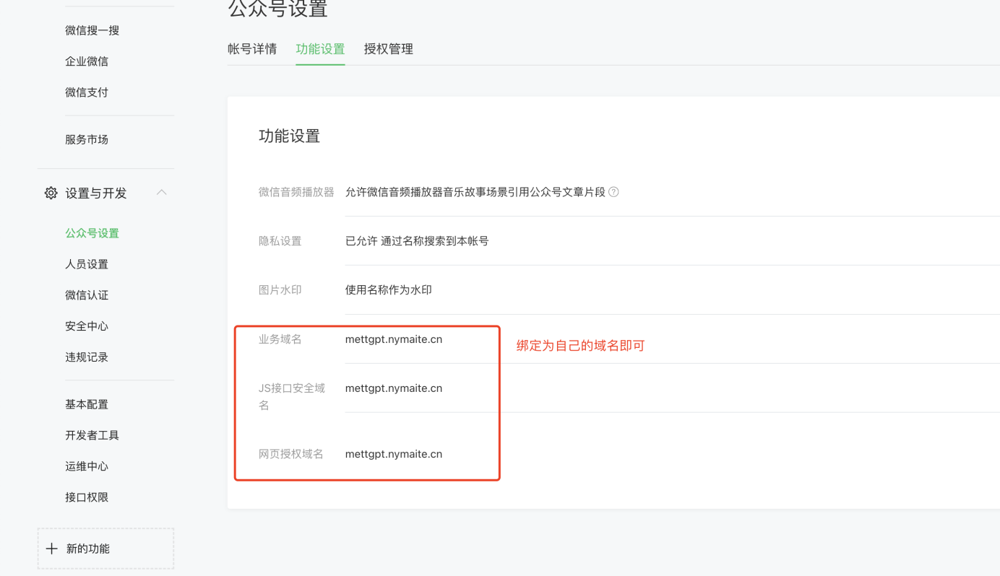 公众号设置
微信搜一搜
企业微信
微信支付
服务市场
设置与开发
公众号设置
人员设置
微信认证
安全中心
违规记录
基本配置
开发者工具
运维中心
接口权限
新的功能
帐号详情 功能设置 授权管理
功能设置
微信音频播放器 允许微信音频播放器音乐故事场景引用公众号文章片段 ?
隐私设置 已允许 通过名称搜索到本帐号
图片水印 使用名称作为水印
业务域名 mettgpt.nymaite.cn 绑定为自己的域名即可
JS接口安全域 mettgpt.nymaite.cn
名
网页授权域名 mettgpt.nymaite.cn